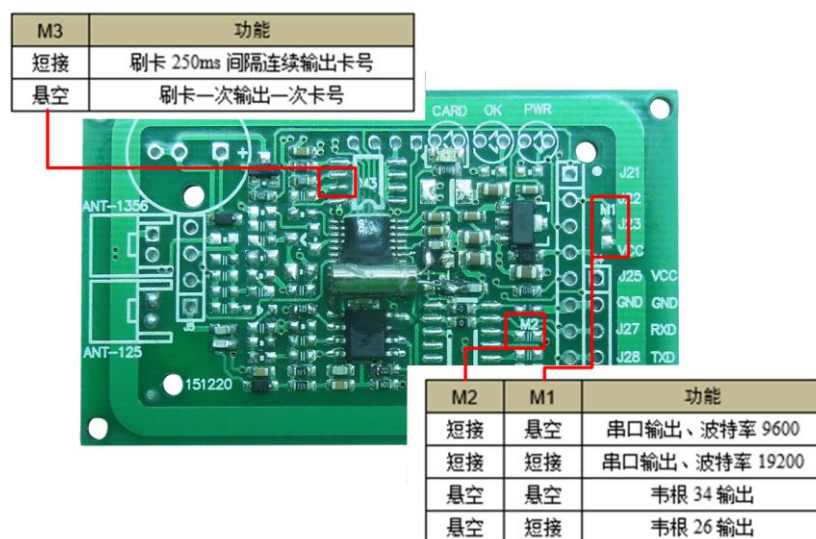 M3 功能
短接 刷卡 250ms 间隔连续输出卡号
悬空 刷卡一次输出一次卡号
CARD OK PWR
+
M3
J21
J22
M1
J23
VCC
ANT-1356
J25 VCC
GND GND
M2
J27 RXD
J28 TXD
J5
ANT-125
151220
M2 M1 功能
短接 悬空 串口输出、波特率 9600
短接 短接 串口输出、波特率 19200
悬空 悬空 韦根 34 输出
悬空 短接 韦根 26 输出